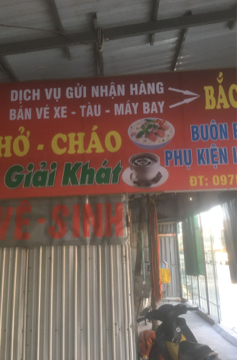 DỊCH VỤ GỬI NHẬN HÀNG
BÁN VÉ XE - TÀU - MÁY BAY
BẮC
PHỞ - CHÁO
Giải Khát
BUÔN
PHỤ KIỆN
ĐT: 097
VỆ-SINH